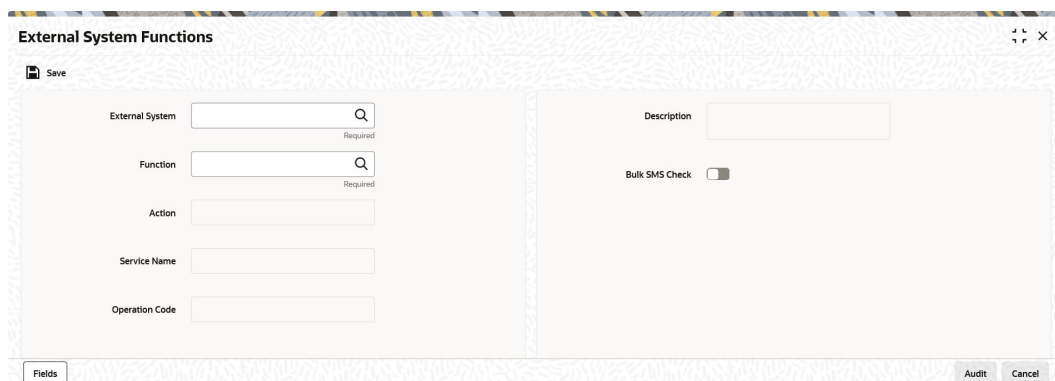 External System Functions
Save
External System
Required
Function
Required
Action
Service Name
Operation Code
Description
Bulk SMS Check
Fields
Audit
Cancel